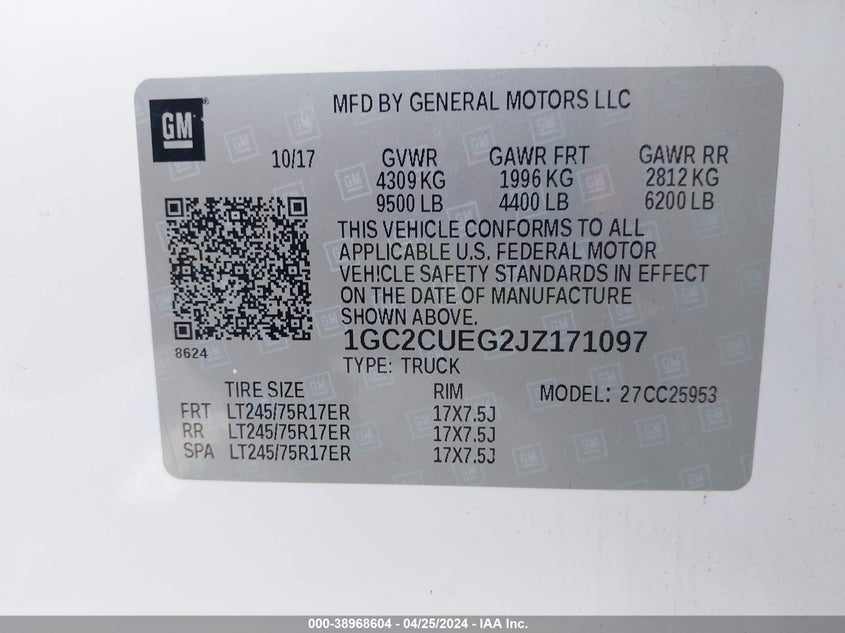 GM
MFD BY GENERAL MOTORS LLC
10/17 GVWR GAWR FRT GAWR RR
4309 KG 1996 KG 2812 KG
9500 LB 4400 LB 6200 LB
THIS VEHICLE CONFORMS TO ALL
APPLICABLE U.S. FEDERAL MOTOR
VEHICLE SAFETY STANDARDS IN EFFECT
ON THE DATE OF MANUFACTURE
SHOWN ABOVE.
1GC2CUEG2JZ171097
8624
TYPE: TRUCK
TIRE SIZE RIM MODEL: 27CC25953
FRT LT245/75R17ER 17X7.5J
RR LT245/75R17ER 17X7.5J
SPA LT245/75R17ER 17X7.5J
000-38968604 - 04/25/2024 - IAA Inc.